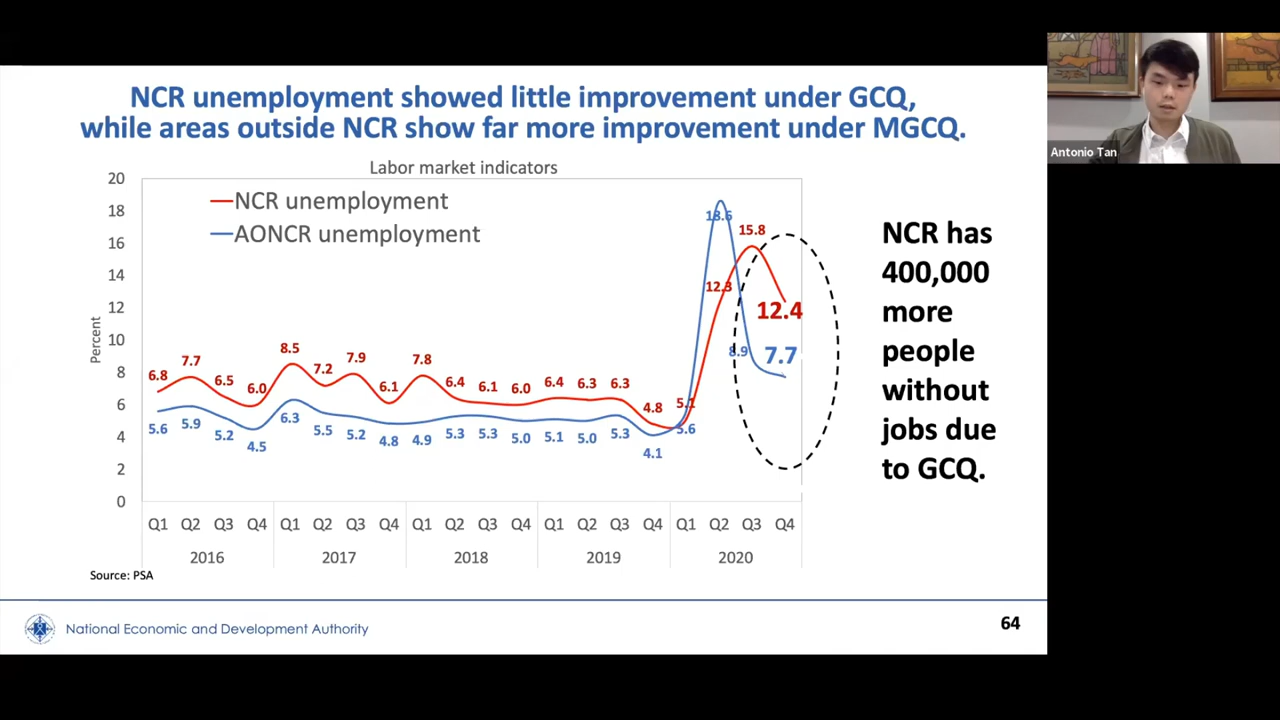 NCR unemployment showed little improvement under GCQ,
while areas outside NCR show far more improvement under MGCQ.
Antonio Tan
Labor market indicators
NCR unemployment
AONCR unemployment
Percent
20
18
16
14
12
10
8
6
4
2
0
6.8 7.7 6.5 6.0 8.5 7.2 7.9 6.1 7.8 6.4 6.1 6.0 6.4 6.3 6.3 4.8 5.1 12.3 15.8 12.4
5.6 5.9 5.2 4.5 6.3 5.5 5.2 4.8 4.9 5.3 5.3 5.0 5.1 5.0 5.3 4.1 5.6 18.6 8.9 7.7
Q1 Q2 Q3 Q4 Q1 Q2 Q3 Q4 Q1 Q2 Q3 Q4 Q1 Q2 Q3 Q4 Q1 Q2 Q3 Q4
2016 2017 2018 2019 2020
NCR has
400,000
more
people
without
jobs due
to GCQ.
Source: PSA
National Economic and Development Authority
64